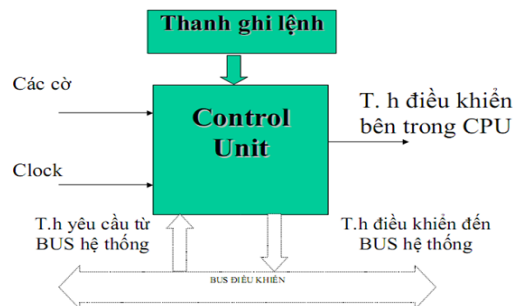 Thanh ghi lệnh
Các cờ
Control
Unit
T. h điều khiển
bên trong CPU
Clock
T.h yêu cầu từ
BUS hệ thống
T.h điều khiển đến
BUS hệ thống
BUS ĐIỀU KHIỂN